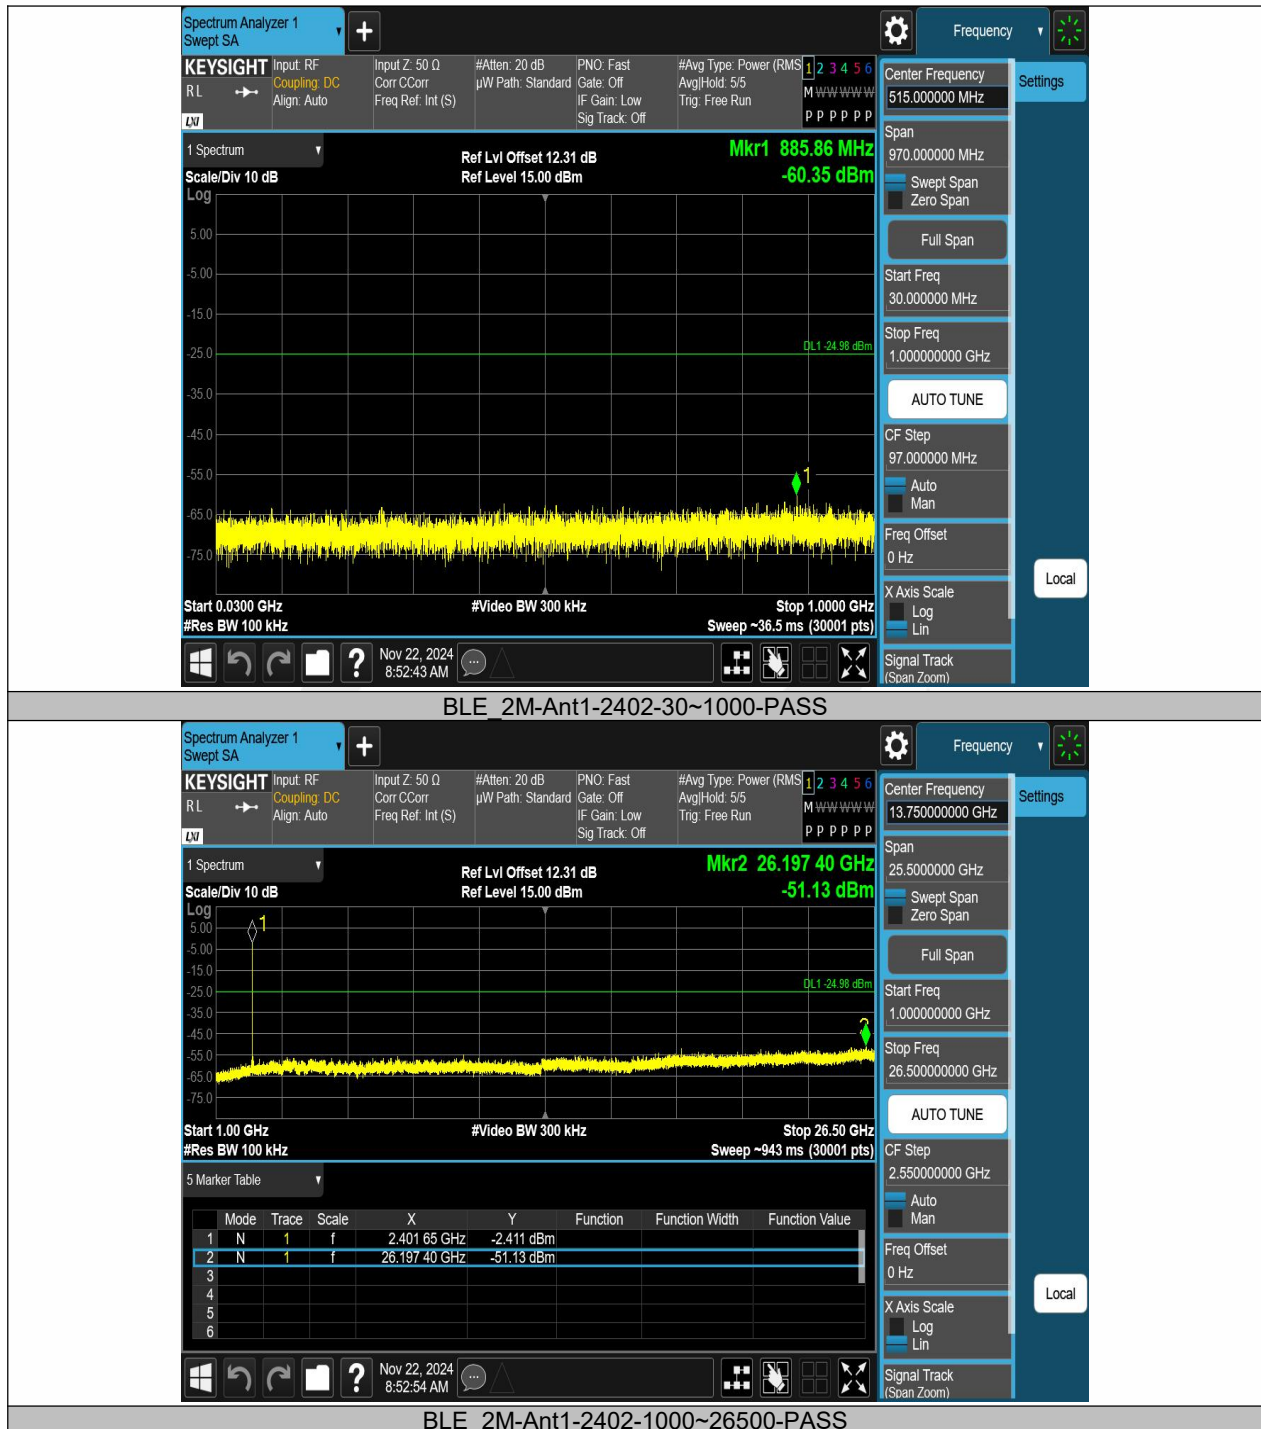 Spectrum Analyzer 1
Swept SA
+
Frequency
KEYSIGHT
RL
LXI
Input: RF
Coupling: DC
Align: Auto
Input Z: 50 Ω
Corr CCorr
Freq Ref: Int (S)
#Atten: 20 dB
µW Path: Standard
PNO: Fast
Gate: Off
IF Gain: Low
Sig Track: Off
#Avg Type: Power (RMS
Avg|Hold: 5/5
Trig: Free Run
1 2 3 4 5 6
M W W W W W
P P P P P P
Center Frequency
515.000000 MHz
Settings
1 Spectrum
Scale/Div 10 dB
Ref Lvl Offset 12.31 dB
Ref Level 15.00 dBm
Mkr1 885.86 MHz
-60.35 dBm
Log
5.00
-5.00
-15.0
-25.0
-35.0
-45.0
-55.0
-65.0
-75.0
DL1 -24.98 dBm
1
Start 0.0300 GHz
#Res BW 100 kHz
#Video BW 300 kHz
Stop 1.0000 GHz
Sweep ~36.5 ms (30001 pts)
Span
970.000000 MHz
Swept Span
Zero Span
Full Span
Start Freq
30.000000 MHz
Stop Freq
1.000000000 GHz
AUTO TUNE
CF Step
97.000000 MHz
Auto
Man
Freq Offset
0 Hz
X Axis Scale
Log
Lin
Signal Track
(Span Zoom)
Local
?
Nov 22, 2024
8:52:43 AM
BLE_2M-Ant1-2402-30~1000-PASS
Spectrum Analyzer 1
Swept SA
+
Frequency
KEYSIGHT
RL
LXI
Input: RF
Coupling: DC
Align: Auto
Input Z: 50 Ω
Corr CCorr
Freq Ref: Int (S)
#Atten: 20 dB
µW Path: Standard
PNO: Fast
Gate: Off
IF Gain: Low
Sig Track: Off
#Avg Type: Power (RMS
Avg|Hold: 5/5
Trig: Free Run
1 2 3 4 5 6
M W W W W W
P P P P P P
Center Frequency
13.750000000 GHz
Settings
1 Spectrum
Scale/Div 10 dB
Ref Lvl Offset 12.31 dB
Ref Level 15.00 dBm
Mkr2 26.197 40 GHz
-51.13 dBm
Log
5.00
-5.00
-15.0
-25.0
-35.0
-45.0
-55.0
-65.0
-75.0
1
DL1 -24.98 dBm
2
Start 1.00 GHz
#Res BW 100 kHz
#Video BW 300 kHz
Stop 26.50 GHz
Sweep ~943 ms (30001 pts)
5 Marker Table
Mode Trace Scale X Y Function Function Width Function Value
1 N 1 f 2.401 65 GHz -2.411 dBm
2 N 1 f 26.197 40 GHz -51.13 dBm
3
4
5
6
Span
25.5000000 GHz
Swept Span
Zero Span
Full Span
Start Freq
1.000000000 GHz
Stop Freq
26.500000000 GHz
AUTO TUNE
CF Step
2.550000000 GHz
Auto
Man
Freq Offset
0 Hz
X Axis Scale
Log
Lin
Signal Track
(Span Zoom)
Local
?
Nov 22, 2024
8:52:54 AM
BLE_2M-Ant1-2402-1000~26500-PASS